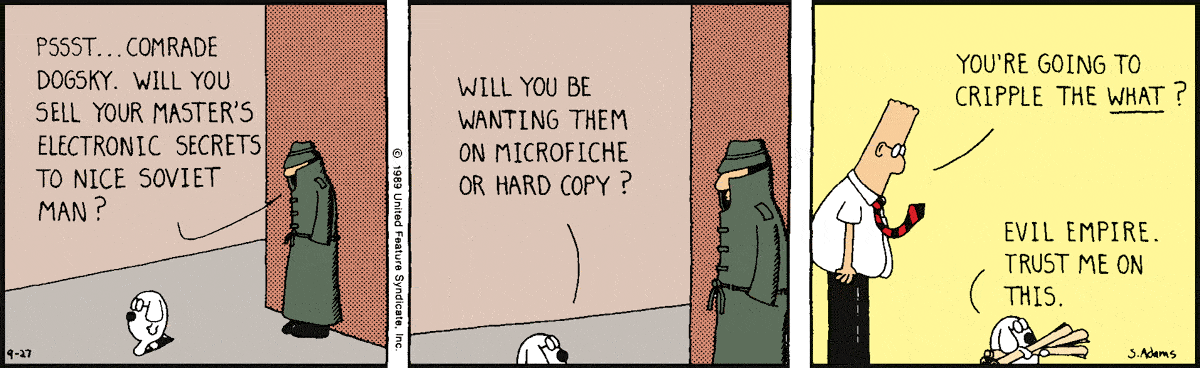 PSSST...COMRADE
DOGSKY. WILL YOU
SELL YOUR MASTER'S
ELECTRONIC SECRETS
TO NICE SOVIET
MAN?
9-27
© 1989 United Feature Syndicate, Inc.
WILL YOU BE
WANTING THEM
ON MICROFICHE
OR HARD COPY?
YOU'RE GOING TO
CRIPPLE THE WHAT?
EVIL EMPIRE.
TRUST ME ON
THIS.
S.Adams